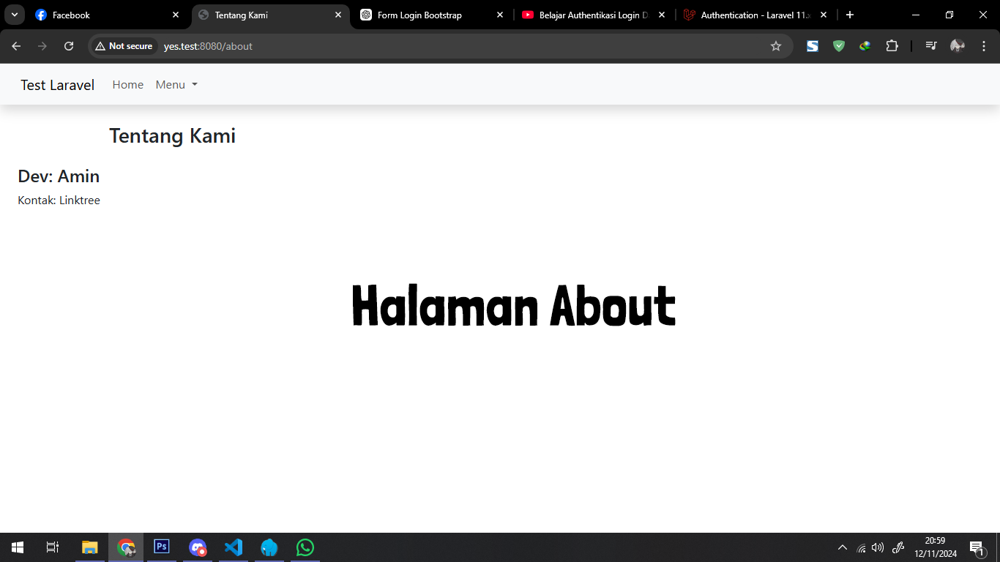 Facebook
Tentang Kami
Form Login Bootstrap
Belajar Authentikasi Login D
Authentication - Laravel 11.x
Not secure
yes.test:8080/about
Test Laravel
Home
Menu
Tentang Kami
Dev: Amin
Kontak: Linktree
Halaman About
Ps
20:59
12/11/2024
1